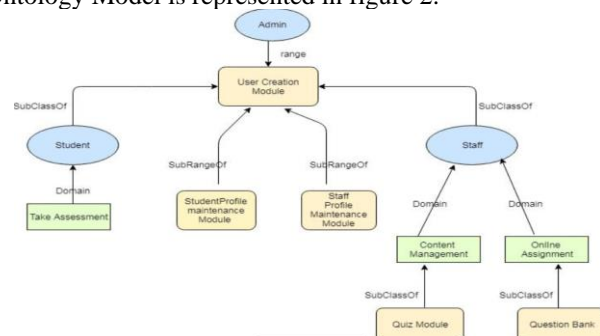 ntology Model is represented in figure 2.
Admin
range
User Creation
Module
SubClassOf
SubClassOf
Student
Staff
SubRangeOf
SubRangeOf
Domain
Take Assessment
StudentProfile
maintenance
Module
Staff
Profile
Maintenance
Module
Domain
Domain
Content
Management
Online
Assignment
SubClassOf
SubClassOf
Quiz Module
Question Bank